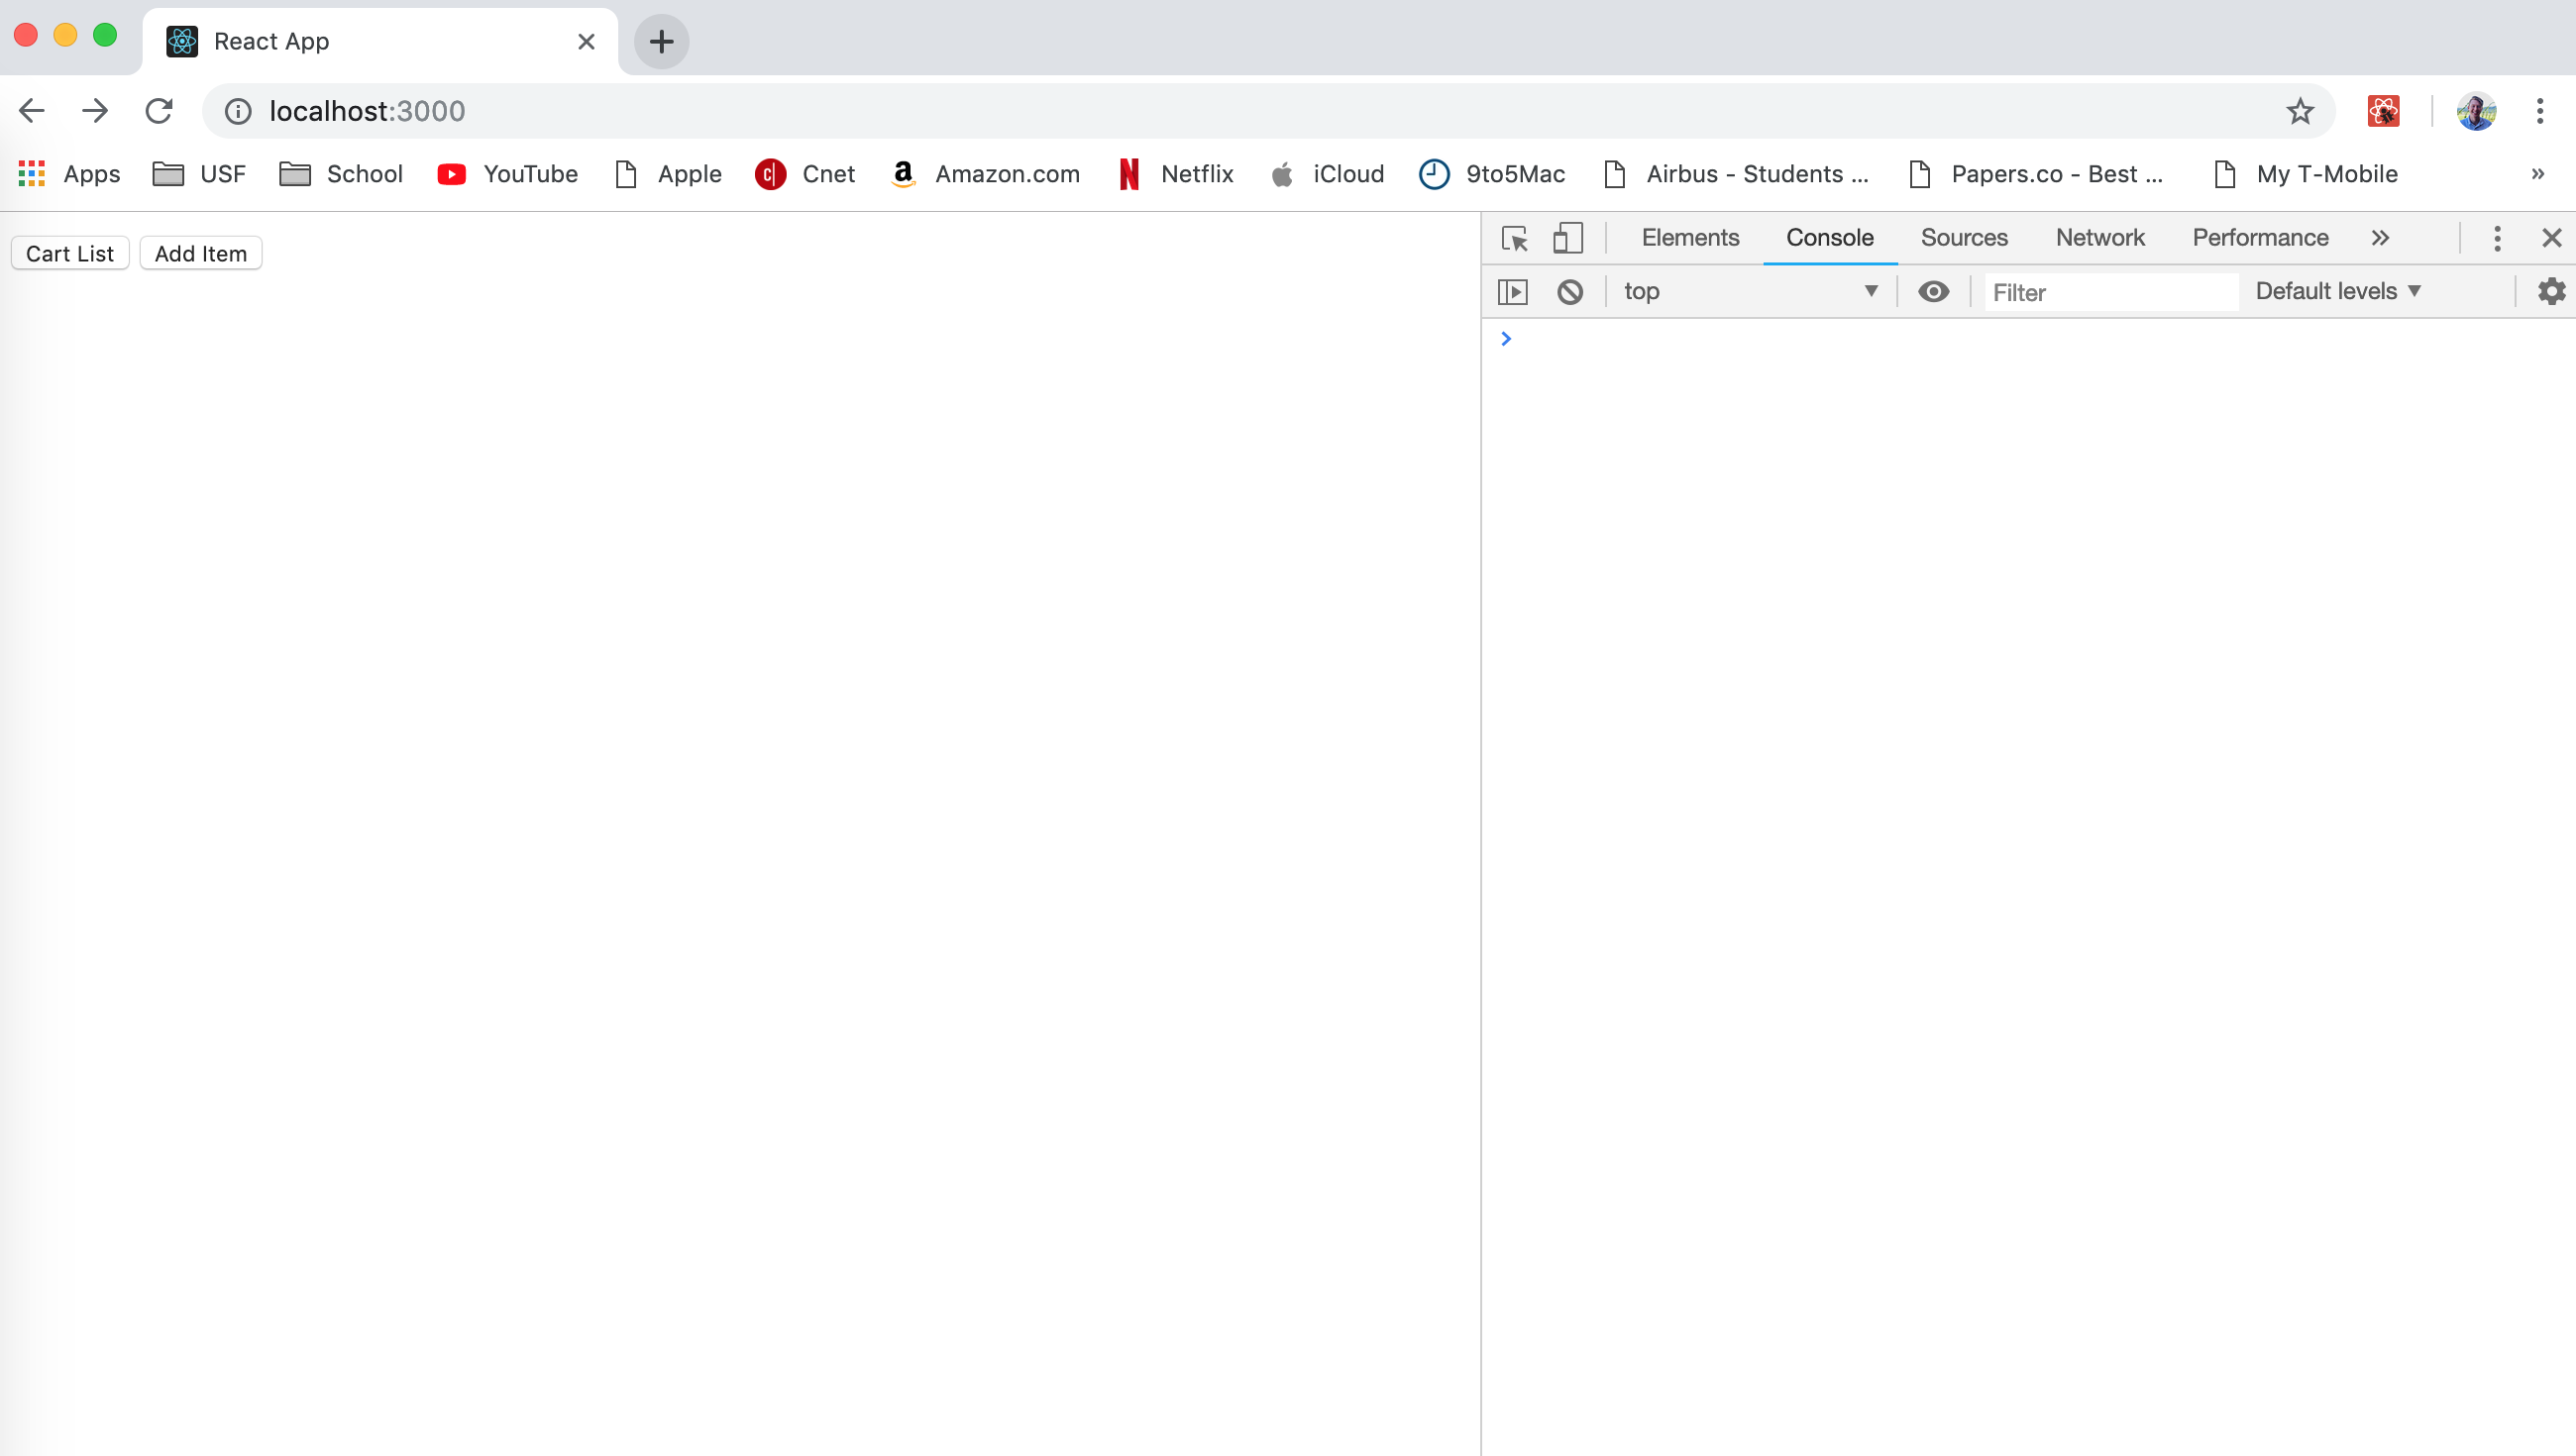 React App
localhost:3000
Apps USF School YouTube Apple Cnet Amazon.com Netflix iCloud 9to5Mac Airbus - Students ... Papers.co - Best ... My T-Mobile »
Cart List Add Item
Elements Console Sources Network Performance »
top Filter Default levels